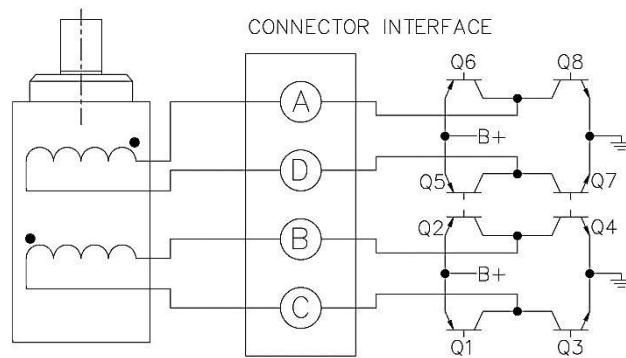 CONNECTOR INTERFACE
Q6 Q8
A
B+
D
Q5 Q7
Q2 Q4
B
B+
C
Q1 Q3